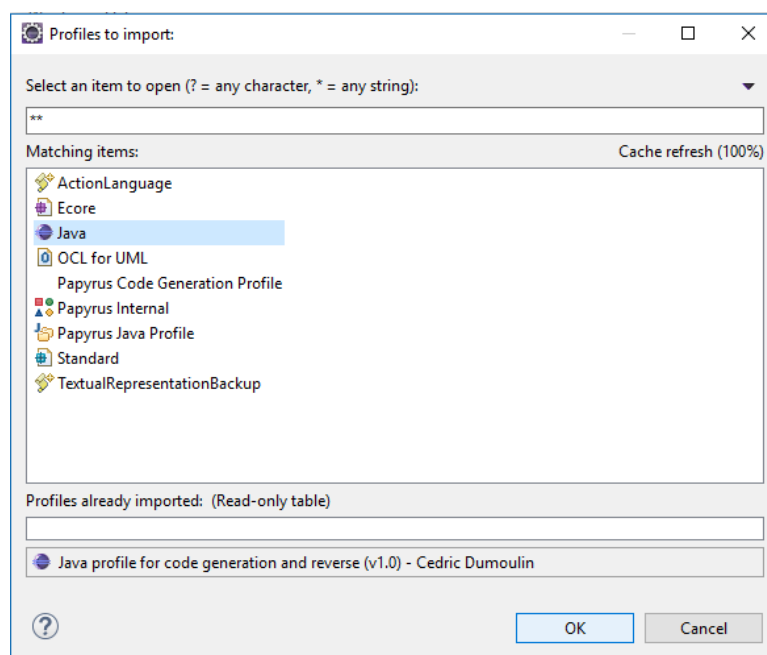 Profiles to import:
Select an item to open (? = any character, * = any string):
**
Matching items: Cache refresh (100%)
ActionLanguage
Ecore
Java
OCL for UML
Papyrus Code Generation Profile
Papyrus Internal
Papyrus Java Profile
Standard
TextualRepresentationBackup
Profiles already imported: (Read-only table)
Java profile for code generation and reverse (v1.0) - Cedric Dumoulin
? OK Cancel